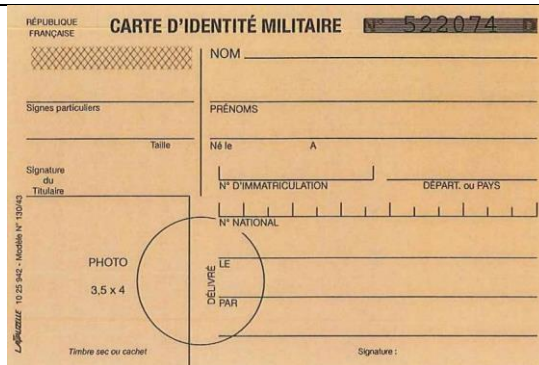 RÉPUBLIQUE
FRANÇAISE
CARTE D'IDENTITÉ MILITAIRE
N° 522074 D
NOM
Signes particuliers
PRÉNOMS
Taille
Né le A
Signature
du
Titulaire
N° D'IMMATRICULATION
DÉPART. ou PAYS
N° NATIONAL
PHOTO
3,5 x 4
DÉLIVRÉ
LE
PAR
LAVAUZELLE 10 25 942 - Modèle N° 130/43
Timbre sec ou cachet
Signature :